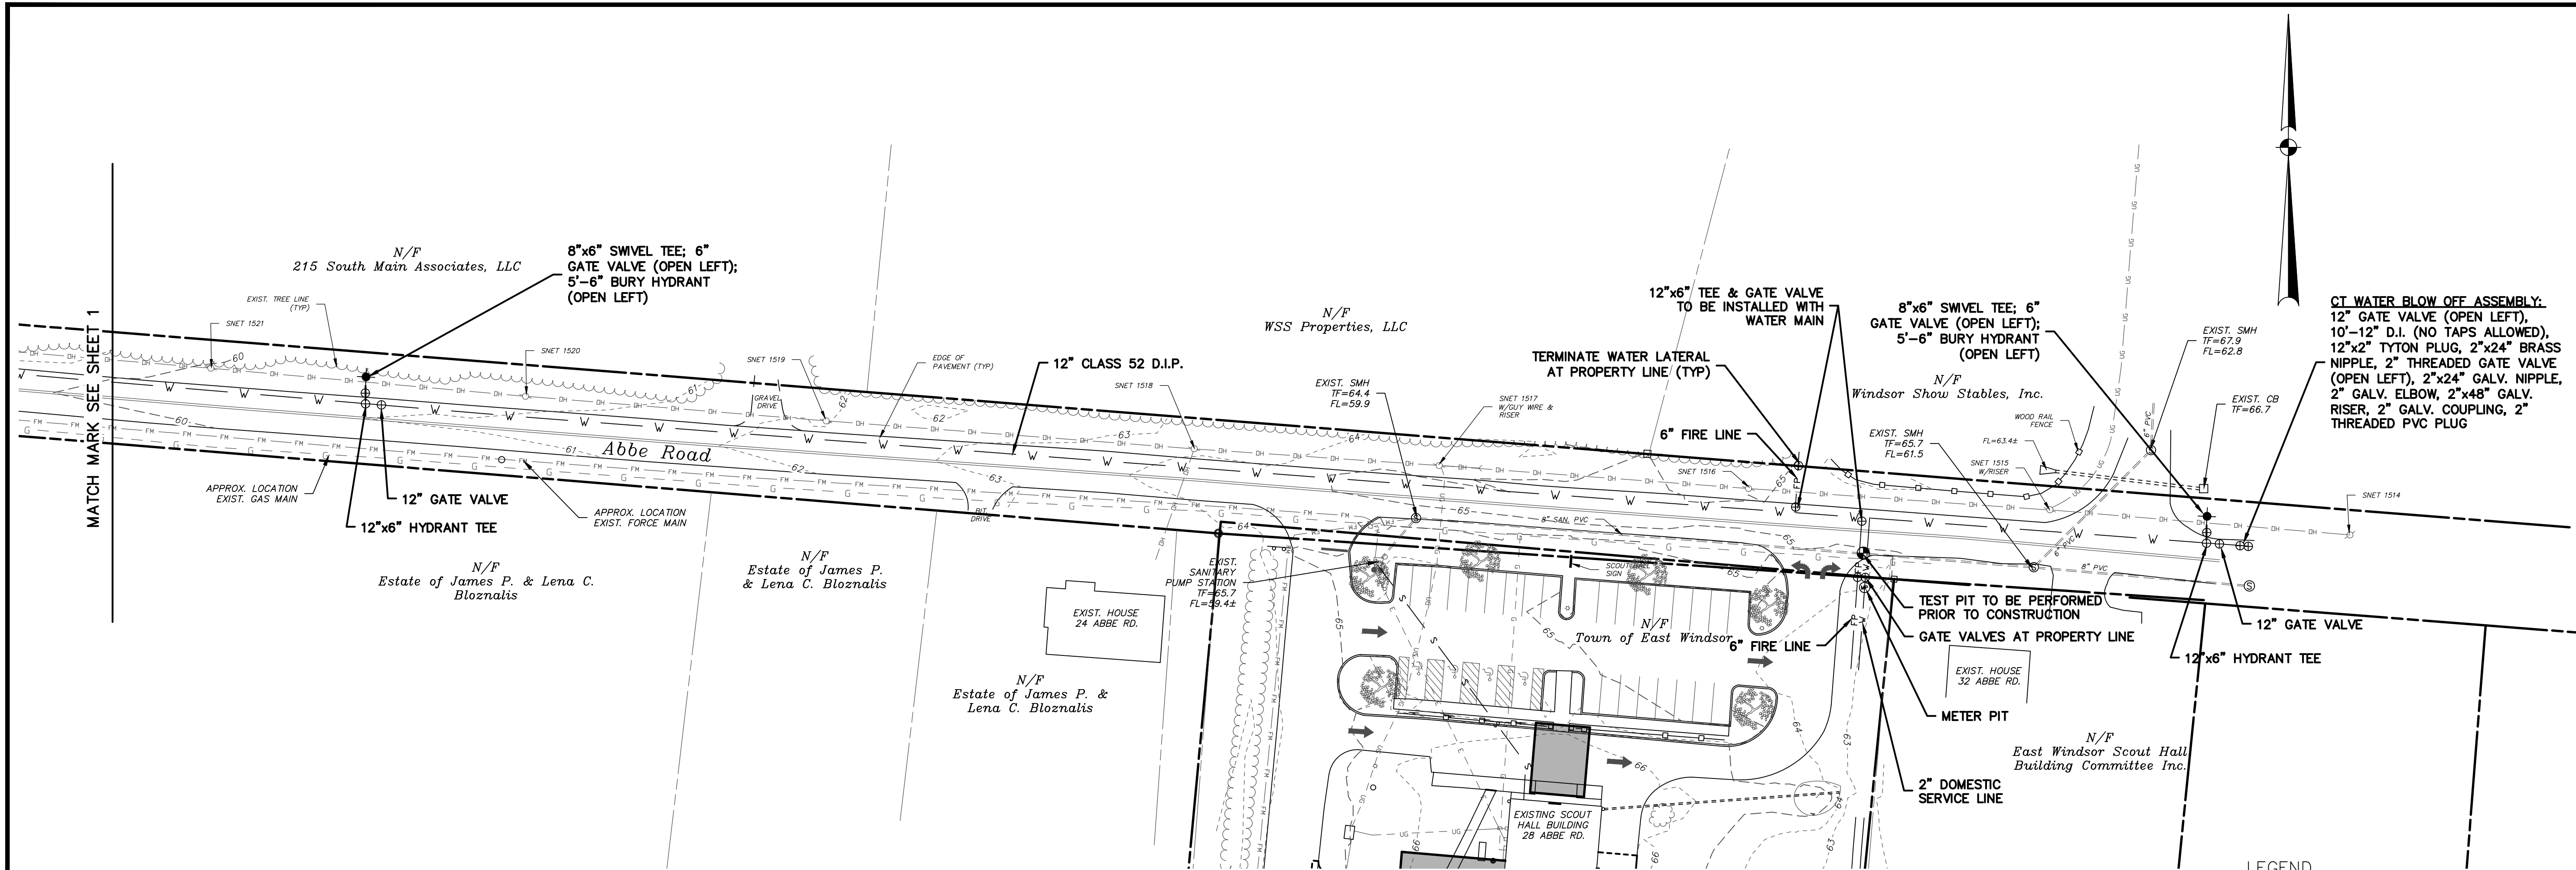 MATCH MARK SEE SHEET 1
N/F
215 South Main Associates, LLC
8"x6" SWIVEL TEE; 6"
GATE VALVE (OPEN LEFT);
5'-6" BURY HYDRANT
(OPEN LEFT)
EXIST. TREE LINE
(TYP)
SNET 1521
SNET 1520
SNET 1519
GRAVEL
DRIVE
EDGE OF
PAVEMENT (TYP)
12" CLASS 52 D.I.P.
SNET 1518
N/F
WSS Properties, LLC
EXIST. SMH
TF=64.4
FL=59.9
SNET 1517
W/GUY WIRE &
RISER
12"x6" TEE & GATE VALVE
TO BE INSTALLED WITH
WATER MAIN
TERMINATE WATER LATERAL
AT PROPERTY LINE (TYP)
6" FIRE LINE
SNET 1516
8"x6" SWIVEL TEE; 6"
GATE VALVE (OPEN LEFT);
5'-6" BURY HYDRANT
(OPEN LEFT)
N/F
Windsor Show Stables, Inc.
WOOD RAIL
FENCE
EXIST. SMH
TF=65.7
FL=61.5
FL=63.4±
SNET 1515
W/RISER
EXIST. SMH
TF=67.9
FL=62.8
EXIST. CB
TF=66.7
CT WATER BLOW OFF ASSEMBLY:
12" GATE VALVE (OPEN LEFT),
10'-12" D.I. (NO TAPS ALLOWED),
12"x2" TYTON PLUG, 2"x24" BRASS
NIPPLE, 2" THREADED GATE VALVE
(OPEN LEFT), 2"x24" GALV. NIPPLE,
2" GALV. ELBOW, 2"x48" GALV.
RISER, 2" GALV. COUPLING, 2"
THREADED PVC PLUG
SNET 1514
6" PVC
6" PVC
8" PVC
8" SAN. PVC
Abbe Road
APPROX. LOCATION
EXIST. GAS MAIN
12" GATE VALVE
12"x6" HYDRANT TEE
APPROX. LOCATION
EXIST. FORCE MAIN
BIT.
DRIVE
N/F
Estate of James P. & Lena C.
Bloznalis
N/F
Estate of James P.
& Lena C. Bloznalis
EXIST. HOUSE
24 ABBE RD.
N/F
Estate of James P. &
Lena C. Bloznalis
EXIST.
SANITARY
PUMP STATION
TF=65.7
FL=59.4±
SCOUT HALL
SIGN
N/F
Town of East Windsor
6" FIRE LINE
TEST PIT TO BE PERFORMED
PRIOR TO CONSTRUCTION
GATE VALVES AT PROPERTY LINE
EXIST. HOUSE
32 ABBE RD.
METER PIT
2" DOMESTIC
SERVICE LINE
N/F
East Windsor Scout Hall
Building Committee Inc.
12" GATE VALVE
12"x6" HYDRANT TEE
EXISTING SCOUT
HALL BUILDING
28 ABBE RD.
LEGEND